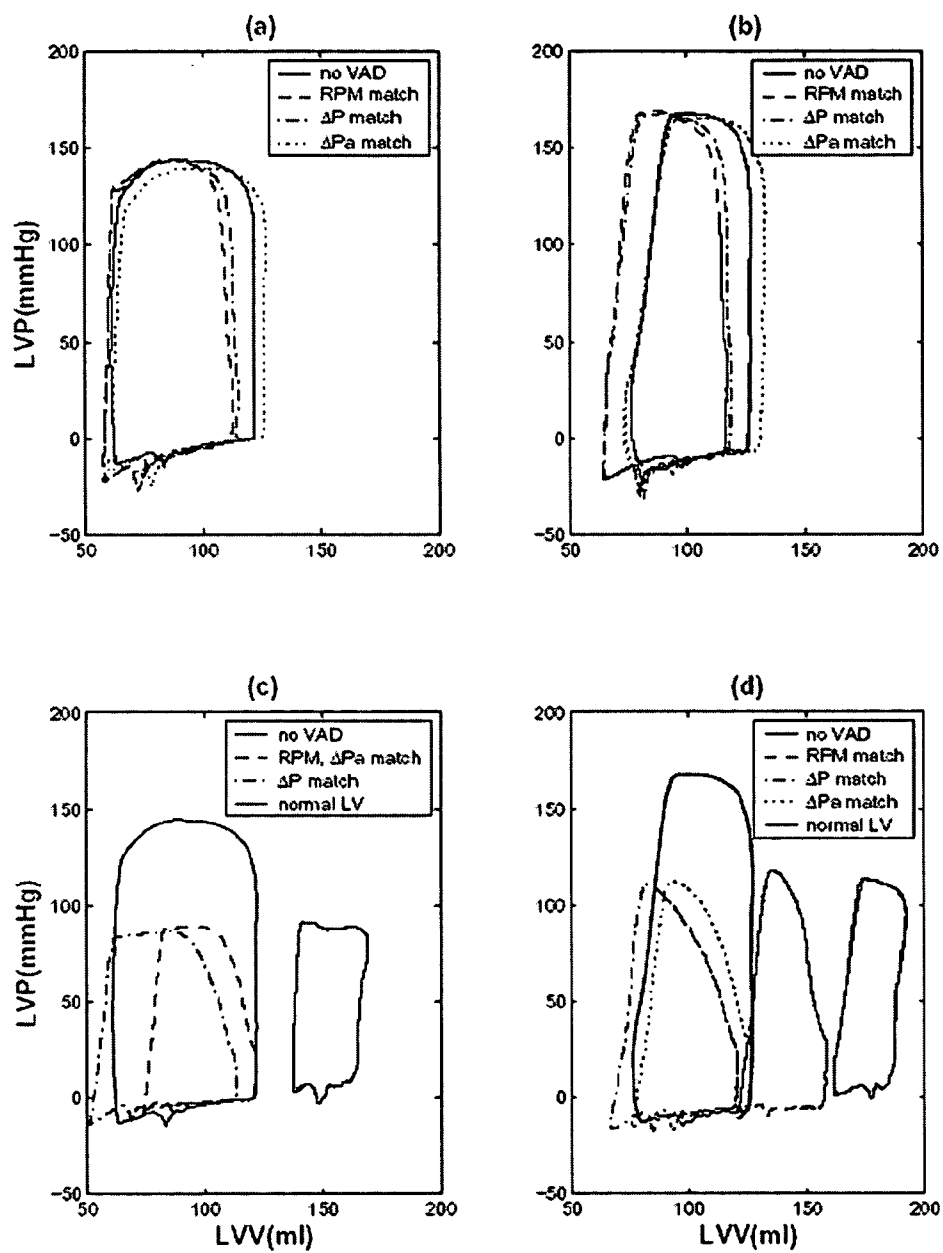 (a)
200
150
100
50
0
−50
50
100
150
200
LVP(mmHg)
no VAD
RPM match
ΔP match
ΔPa match
(b)
200
150
100
50
0
−50
50
100
150
200
no VAD
RPM match
ΔP match
ΔPa match
(c)
200
150
100
50
0
−50
50
100
150
200
LVP(mmHg)
LVV(ml)
no VAD
RPM, ΔPa match
ΔP match
normal LV
(d)
200
150
100
50
0
−50
50
100
150
200
LVV(ml)
no VAD
RPM match
ΔP match
ΔPa match
normal LV